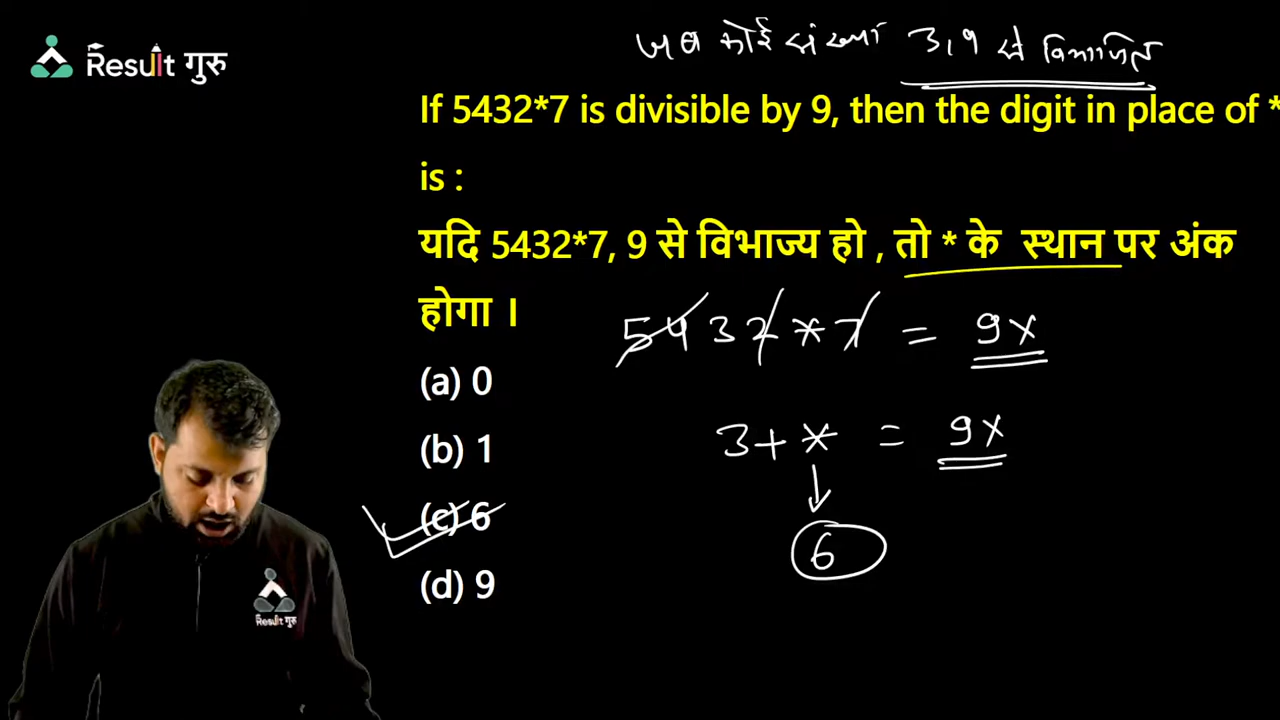 जब कोई संख्या 3,9 से विभाजित
Result गुरु
If 5432*7 is divisible by 9, then the digit in place of *
is :
यदि 5432*7, 9 से विभाज्य हो , तो * के स्थान पर अंक
होगा ।
5432*7 = 9x
(a) 0
3+* = 9x
(b) 1
(c) 6
6
(d) 9
Result गुरु